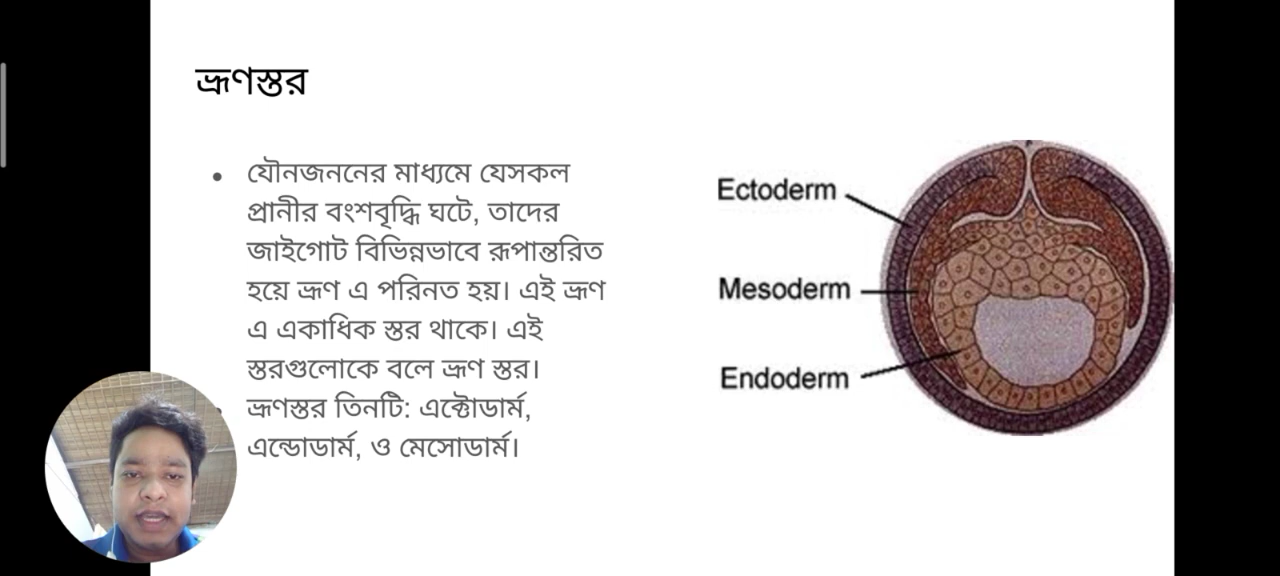 ভ্রূণস্তর
যৌনজননের মাধ্যমে যেসকল
প্রানীর বংশবৃদ্ধি ঘটে, তাদের
জাইগোট বিভিন্নভাবে রূপান্তরিত
হয়ে ভ্রূণ এ পরিনত হয়। এই ভ্রূণ
এ একাধিক স্তর থাকে। এই
স্তরগুলোকে বলে ভ্রূণ স্তর।
ভ্রূণস্তর তিনটি: এক্টোডার্ম,
এন্ডোডার্ম, ও মেসোডার্ম।
Ectoderm
Mesoderm
Endoderm